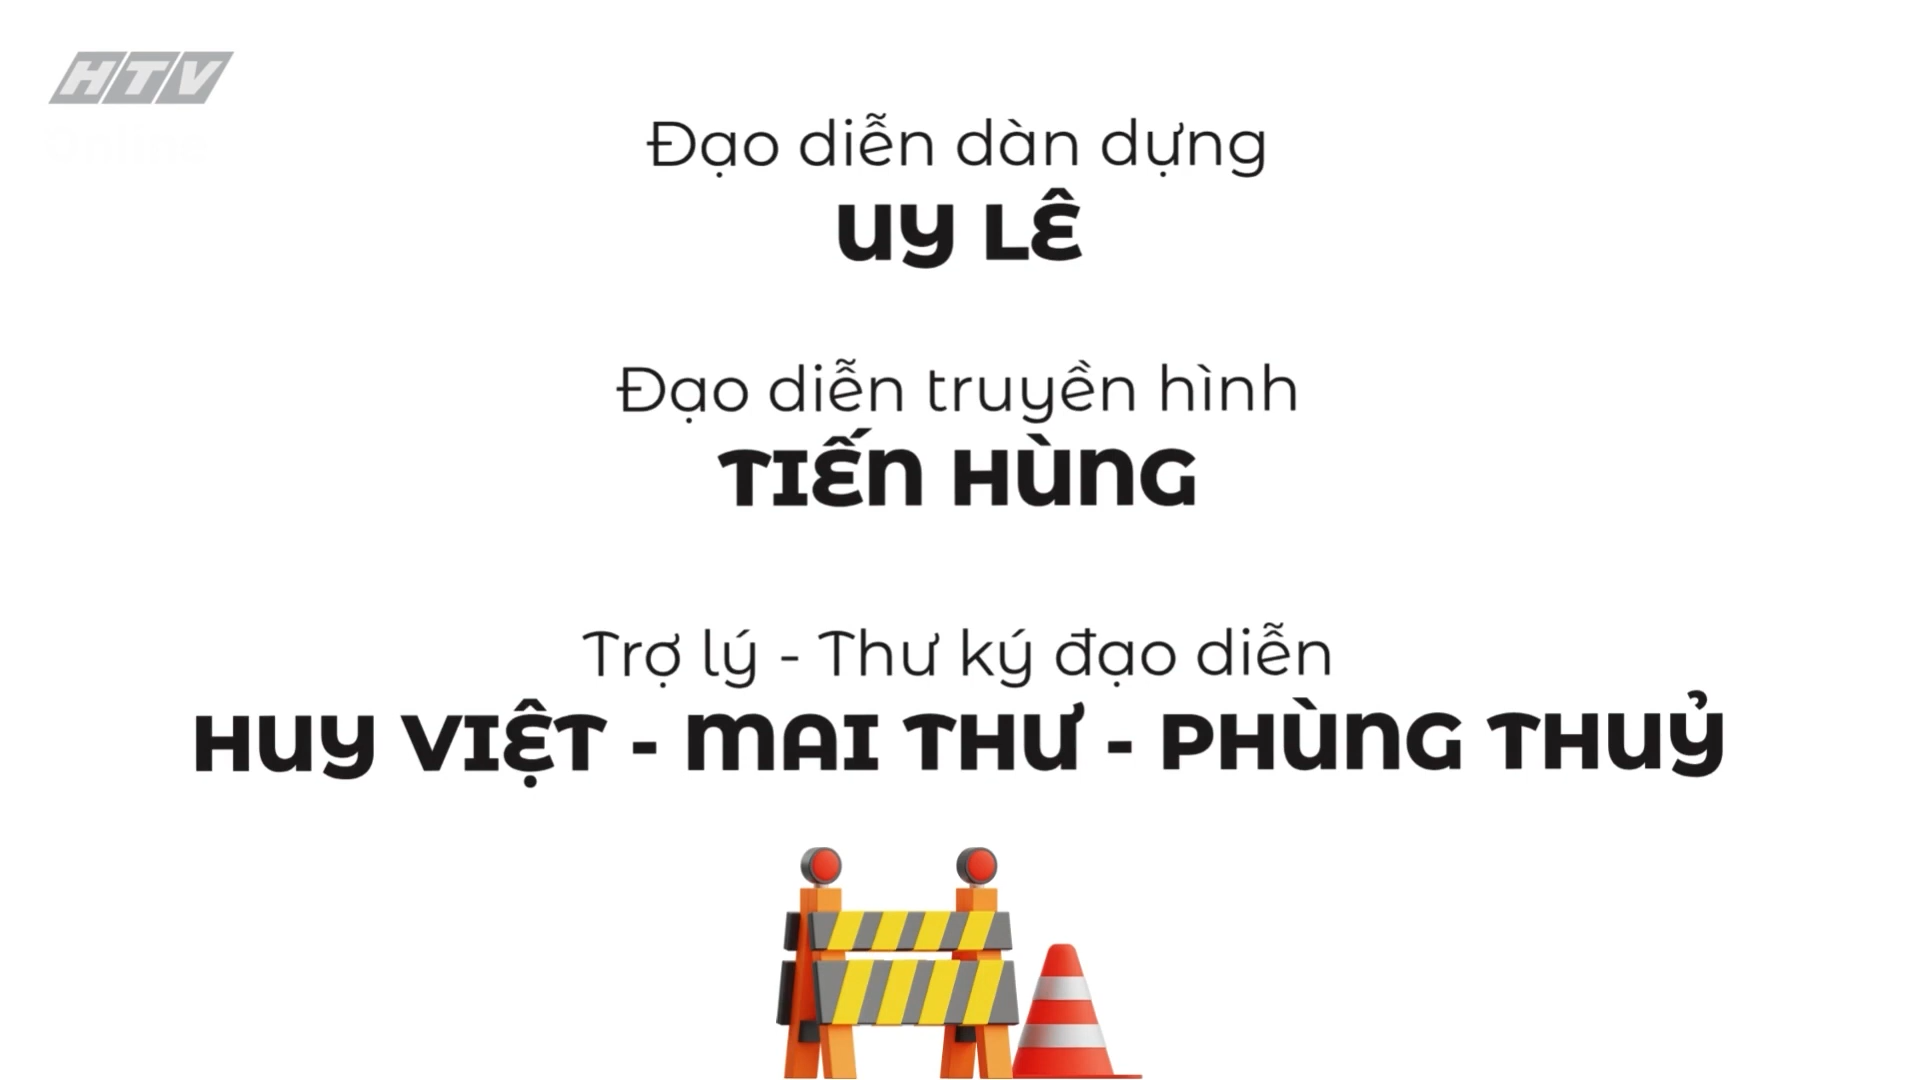 HTV
Online
Đạo diễn dàn dựng
UY LÊ
Đạo diễn truyền hình
TIẾN HÙNG
Trợ lý - Thư ký đạo diễn
HUY VIỆT - MAI THƯ - PHÙNG THUỶ